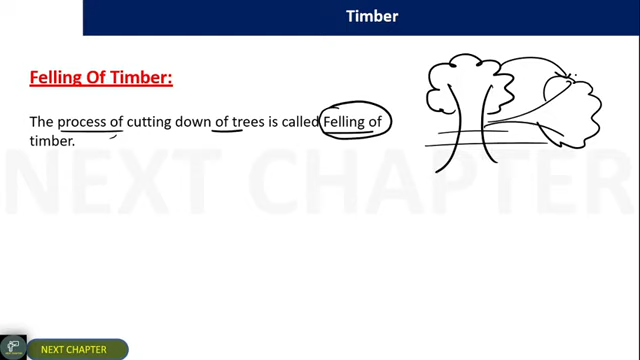 Timber
Felling Of Timber:
The process of cutting down of trees is called Felling of
timber.
NEXT CHAPTER
NEXT CHAPTER